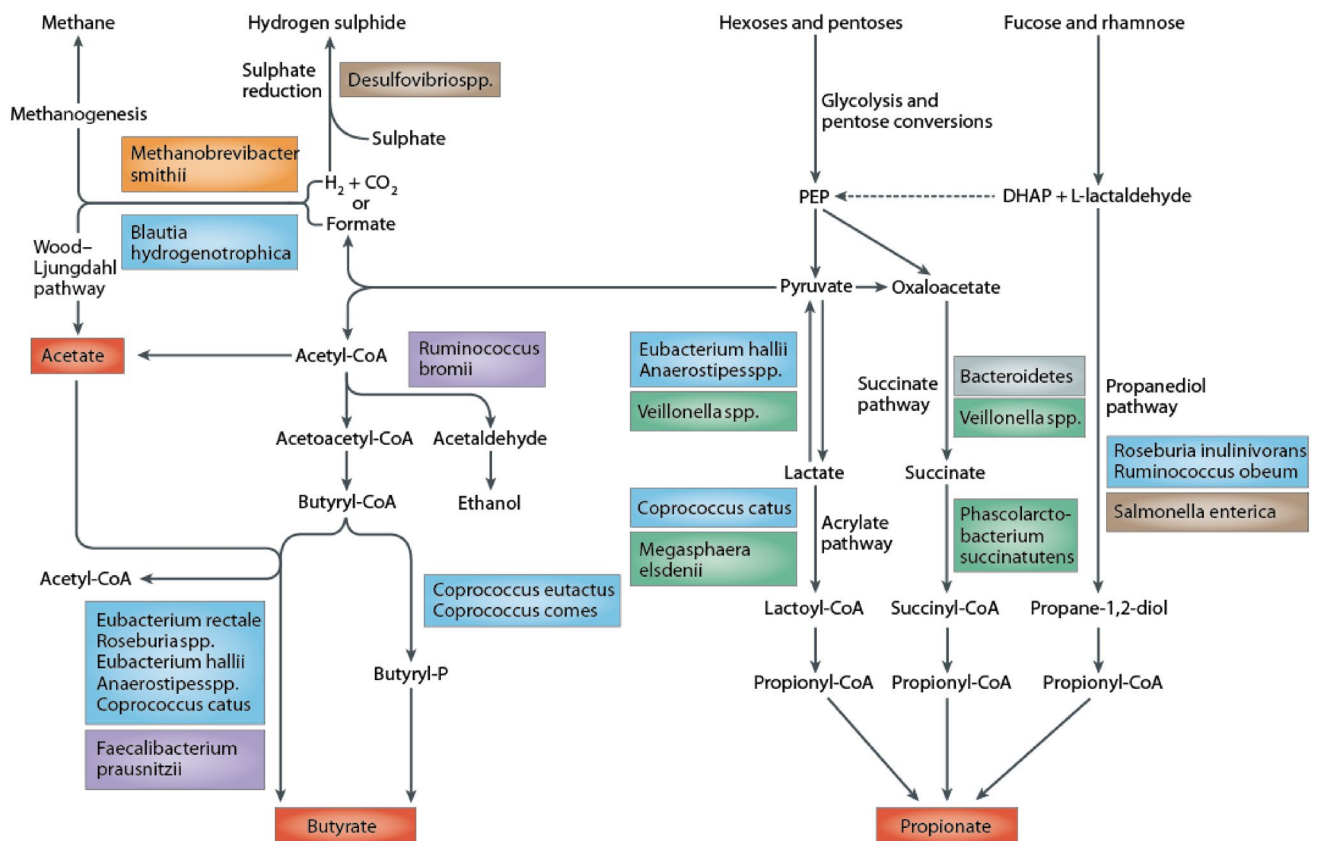 Methane
Hydrogen sulphide
Hexoses and pentoses
Fucose and rhamnose
Sulphate
reduction
Desulfovibriospp.
Methanogenesis
Sulphate
Glycolysis and
pentose conversions
Methanobrevibacter
smithii
H2 + CO2
or
Formate
PEP
DHAP + L-lactaldehyde
Blautia
hydrogenotrophica
Wood–
Ljungdahl
pathway
Pyruvate
Oxaloacetate
Acetate
Acetyl-CoA
Ruminococcus
bromii
Eubacterium hallii
Anaerostipesspp.
Veillonella spp.
Succinate
pathway
Bacteroidetes
Veillonella spp.
Propanediol
pathway
Acetoacetyl-CoA
Acetaldehyde
Lactate
Succinate
Roseburia inulinivorans
Ruminococcus obeum
Salmonella enterica
Butyryl-CoA
Ethanol
Coprococcus catus
Megasphaera
elsdenii
Acrylate
pathway
Phascolarcto-
bacterium
succinatutens
Acetyl-CoA
Coprococcus eutactus
Coprococcus comes
Lactoyl-CoA
Succinyl-CoA
Propane-1,2-diol
Eubacterium rectale
Roseburia spp.
Eubacterium hallii
Anaerostipesspp.
Coprococcus catus
Butyryl-P
Propionyl-CoA
Propionyl-CoA
Propionyl-CoA
Faecalibacterium
prausnitzii
Butyrate
Propionate